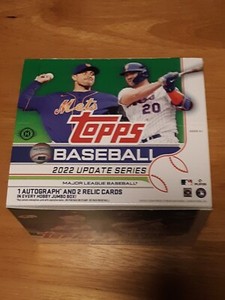 Mets
20
TOPPS
BASEBALL
2022 UPDATE SERIES
MAJOR LEAGUE BASEBALL
1 AUTOGRAPH AND 2 RELIC CARDS
IN EVERY HOBBY JUMBO BOX!